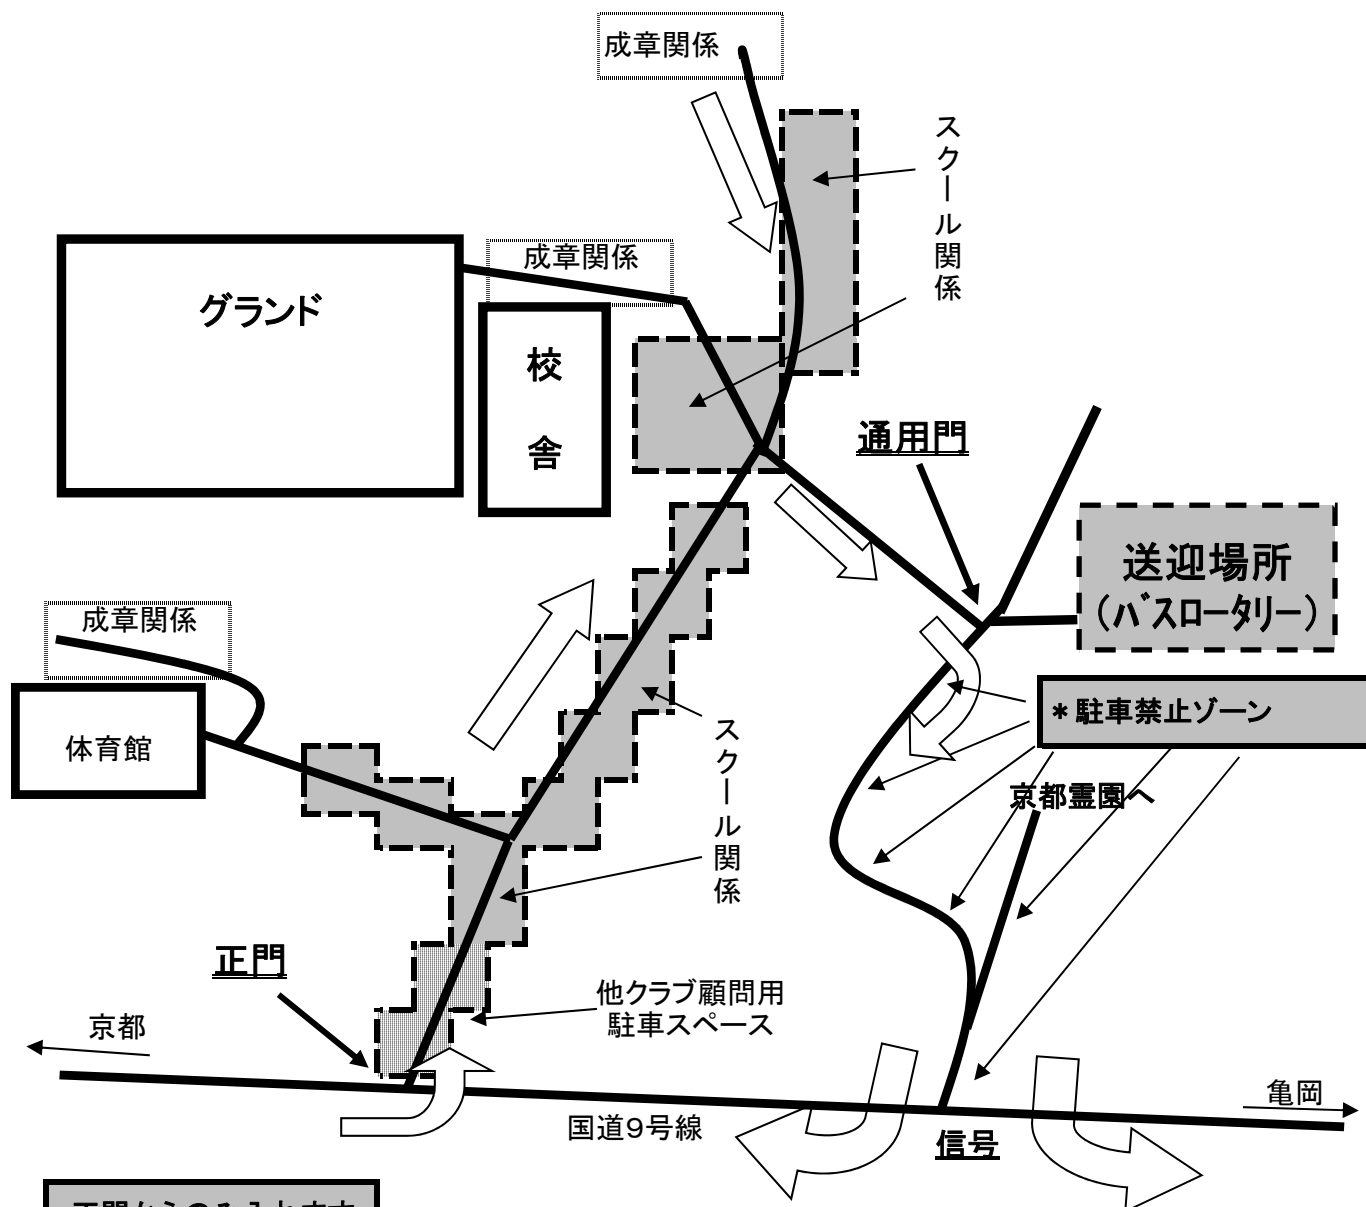 成章関係
スクール関係
成章関係
グランド
校舎
通用門
送迎場所
(バスロータリー)
成章関係
体育館
*駐車禁止ゾーン
スクール関係
京都霊園へ
正門
他クラブ顧問用
駐車スペース
京都
亀岡
国道9号線
信号